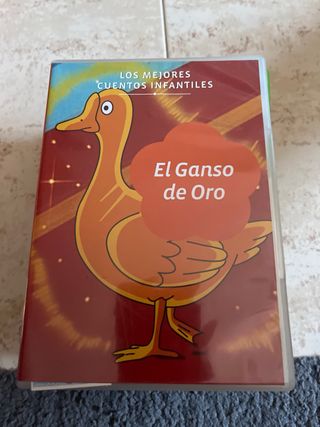 LOS MEJORES
CUENTOS INFANTILES
El Ganso
de Oro